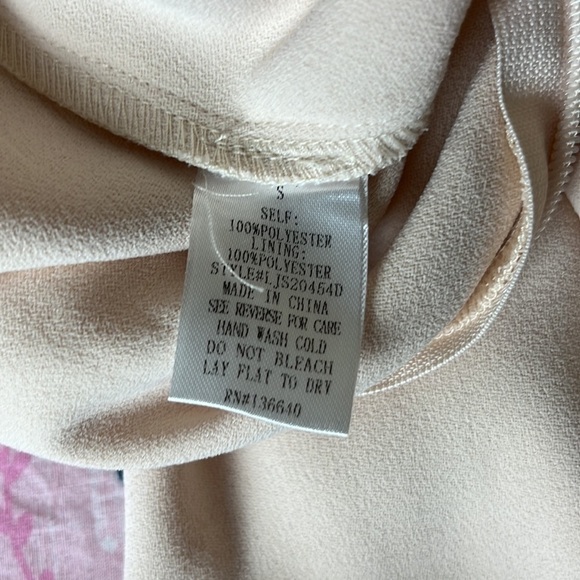 S
SELF:
100%POLYESTER
LINING:
100%POLYESTER
STYLE#LJS20454D
MADE IN CHINA
SEE REVERSE FOR CARE
HAND WASH COLD
DO NOT BLEACH
LAY FLAT TO DRY
RN#136640